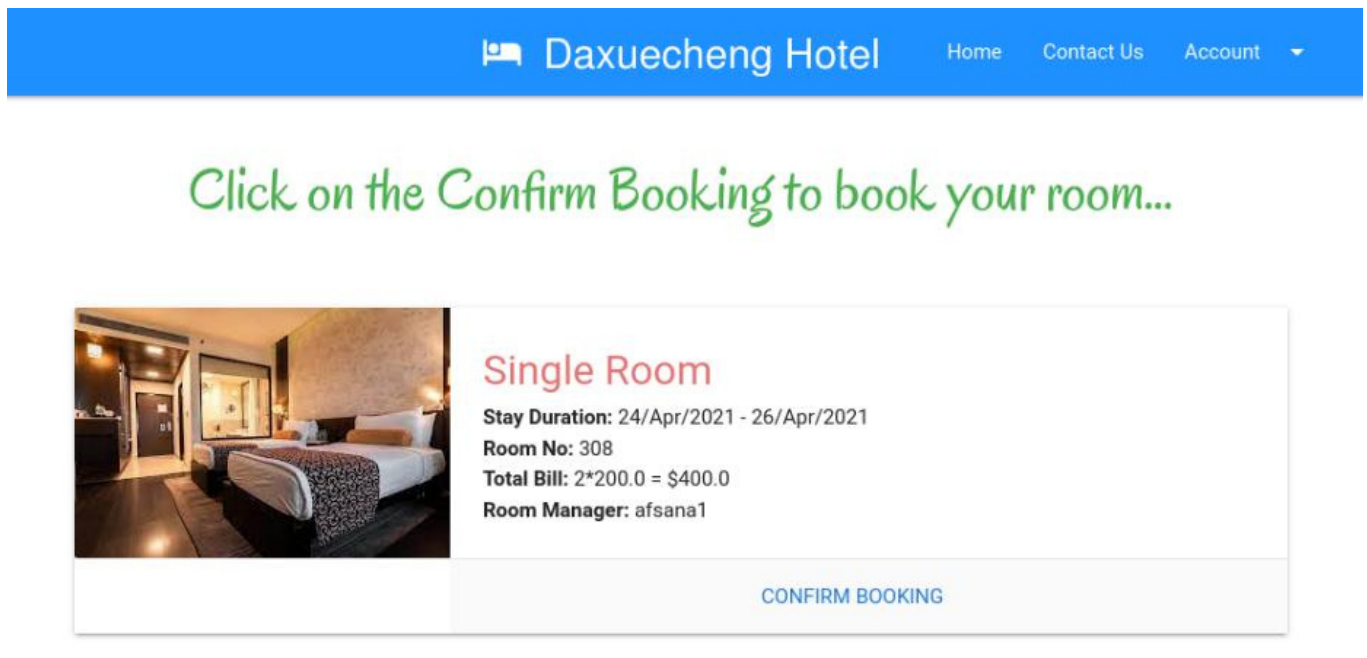 Daxuecheng Hotel Home Contact Us Account
Click on the Confirm Booking to book your room...
Single Room
Stay Duration: 24/Apr/2021 - 26/Apr/2021
Room No: 308
Total Bill: 2*200.0 = $400.0
Room Manager: afsana1
CONFIRM BOOKING